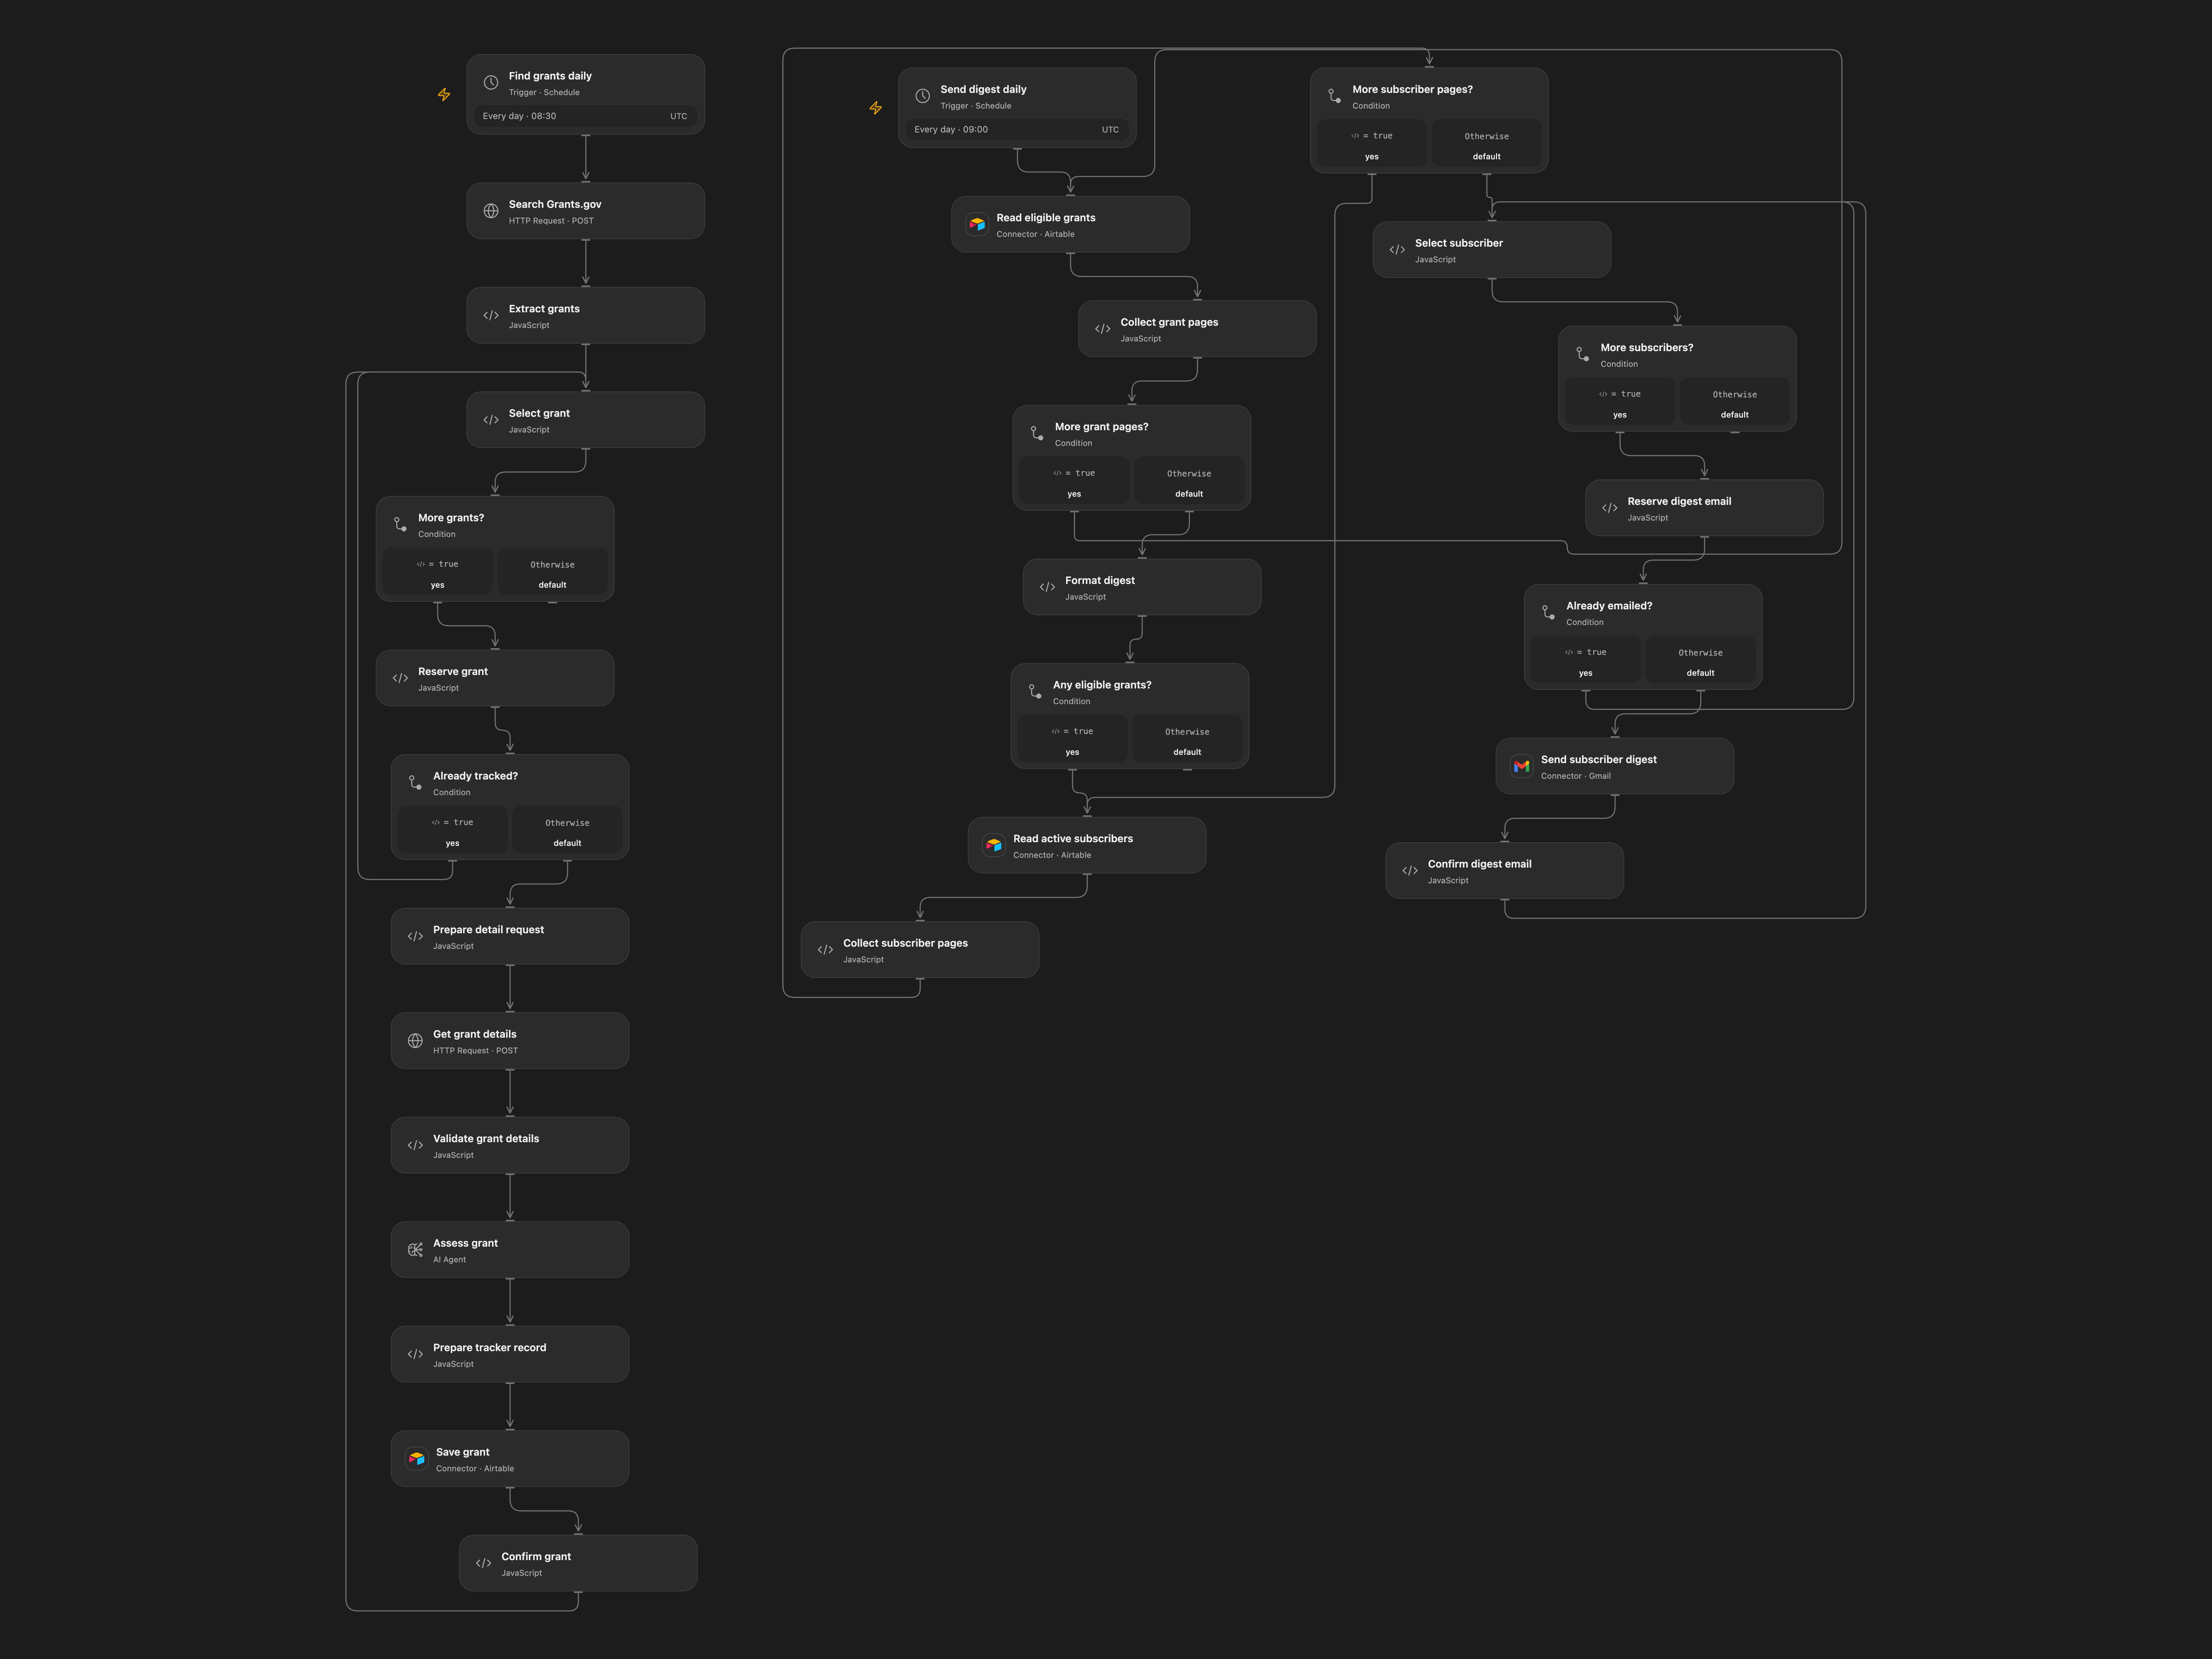 Find grants daily
Trigger · Schedule
Every day · 08:30 UTC
Search Grants.gov
HTTP Request · POST
Extract grants
JavaScript
Select grant
JavaScript
More grants?
Condition
</> = true Otherwise
yes default
Reserve grant
JavaScript
Already tracked?
Condition
</> = true Otherwise
yes default
Prepare detail request
JavaScript
Get grant details
HTTP Request · POST
Validate grant details
JavaScript
Assess grant
AI Agent
Prepare tracker record
JavaScript
Save grant
Connector · Airtable
Confirm grant
JavaScript
Send digest daily
Trigger · Schedule
Every day · 09:00 UTC
Read eligible grants
Connector · Airtable
Collect grant pages
JavaScript
More grant pages?
Condition
</> = true Otherwise
yes default
Format digest
JavaScript
Any eligible grants?
Condition
</> = true Otherwise
yes default
Read active subscribers
Connector · Airtable
Collect subscriber pages
JavaScript
More subscriber pages?
Condition
</> = true Otherwise
yes default
Select subscriber
JavaScript
More subscribers?
Condition
</> = true Otherwise
yes default
Reserve digest email
JavaScript
Already emailed?
Condition
</> = true Otherwise
yes default
Send subscriber digest
Connector · Gmail
Confirm digest email
JavaScript